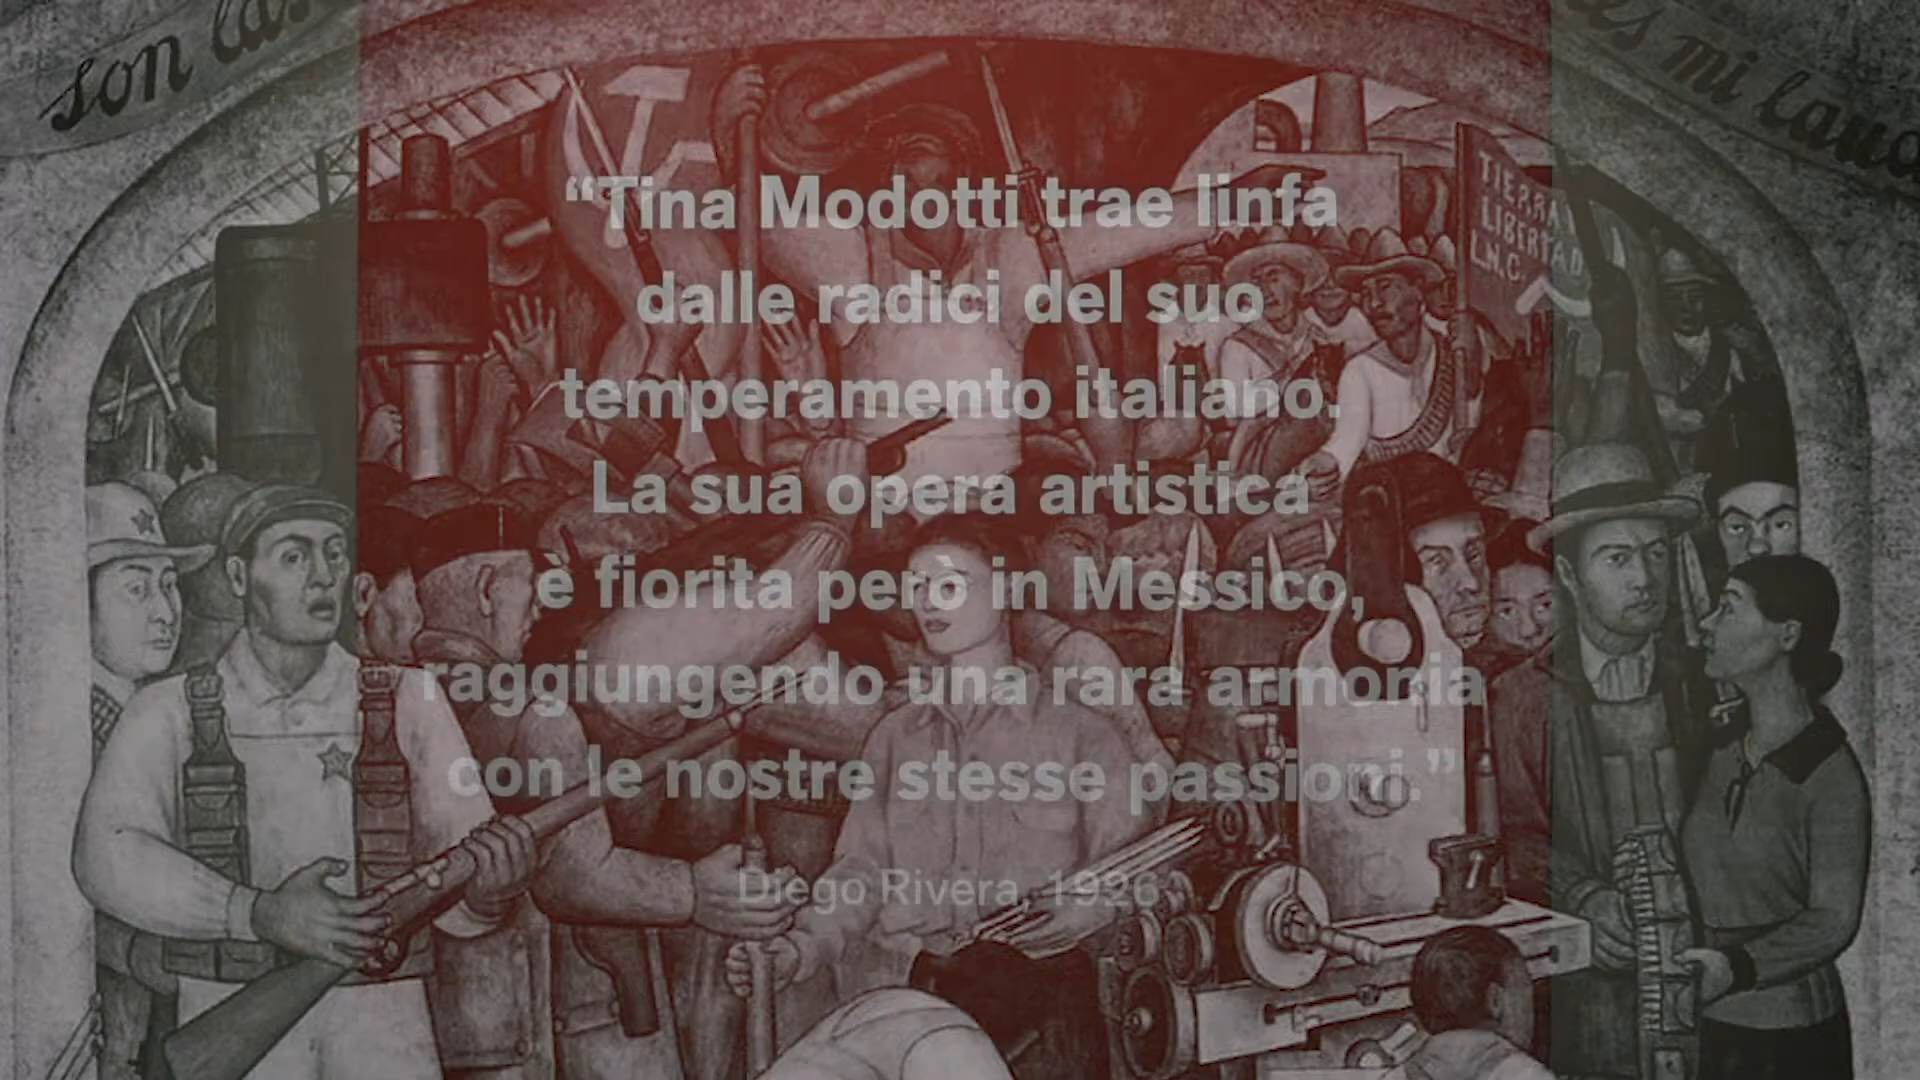 son la
es mi laud
TIERRA
LIBERTAD
L.N.C
“Tina Modotti trae linfa
dalle radici del suo
temperamento italiano.
La sua opera artistica
è fiorita però in Messico,
raggiungendo una rara armonia
con le nostre stesse passioni.”
Diego Rivera, 1926